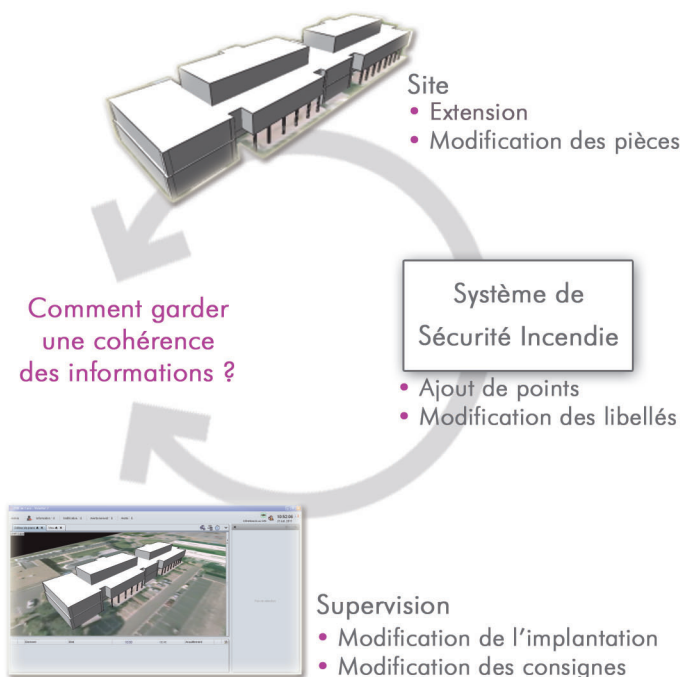 Site
• Extension
• Modification des pièces
Système de
Sécurité Incendie
• Ajout de points
• Modification des libellés
Comment garder
une cohérence
des informations ?
Supervision
• Modification de l'implantation
• Modification des consignes